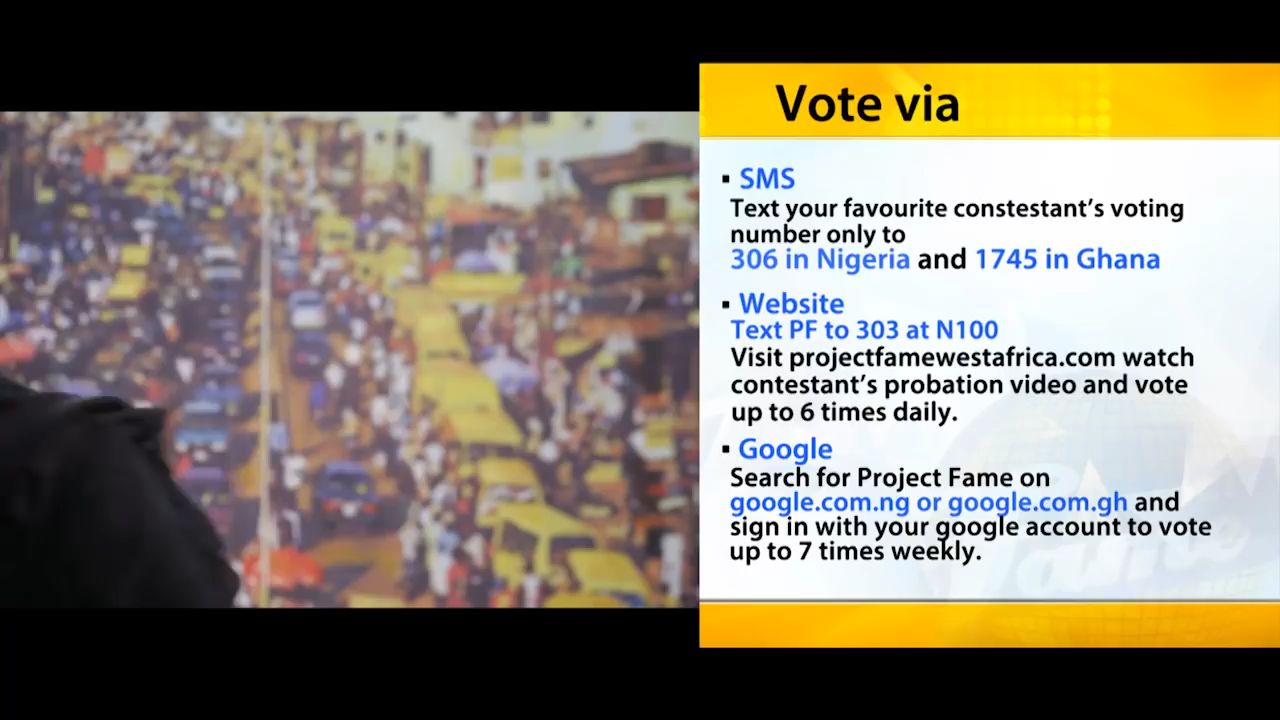 Vote via
▪ SMS
Text your favourite constestant's voting
number only to
306 in Nigeria and 1745 in Ghana
▪ Website
Text PF to 303 at N100
Visit projectfamewestafrica.com watch
contestant's probation video and vote
up to 6 times daily.
▪ Google
Search for Project Fame on
google.com.ng or google.com.gh and
sign in with your google account to vote
up to 7 times weekly.